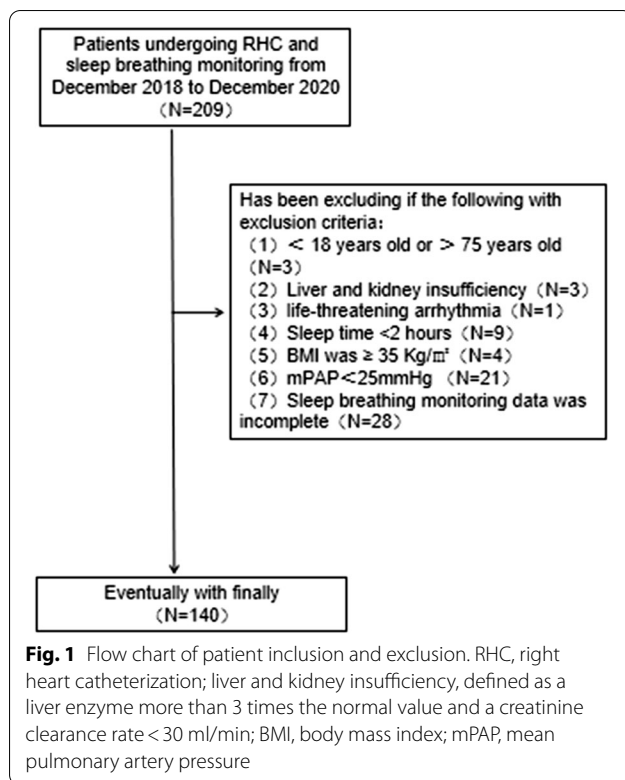 Patients undergoing RHC and
sleep breathing monitoring from
December 2018 to December 2020
（N=209）
Has been excluding if the following with
exclusion criteria：
（1）＜ 18 years old or ＞ 75 years old
（N=3）
（2） Liver and kidney insufficiency （N=3）
（3） life-threatening arrhythmia （N=1）
（4） Sleep time <2 hours （N=9）
（5） BMI was ≥ 35 Kg/㎡ （N=4）
（6） mPAP＜25mmHg （N=21）
（7） Sleep breathing monitoring data was
incomplete （N=28）
Eventually with finally
（N=140）
Fig. 1 Flow chart of patient inclusion and exclusion. RHC, right
heart catheterization; liver and kidney insufficiency, defined as a
liver enzyme more than 3 times the normal value and a creatinine
clearance rate < 30 ml/min; BMI, body mass index; mPAP, mean
pulmonary artery pressure